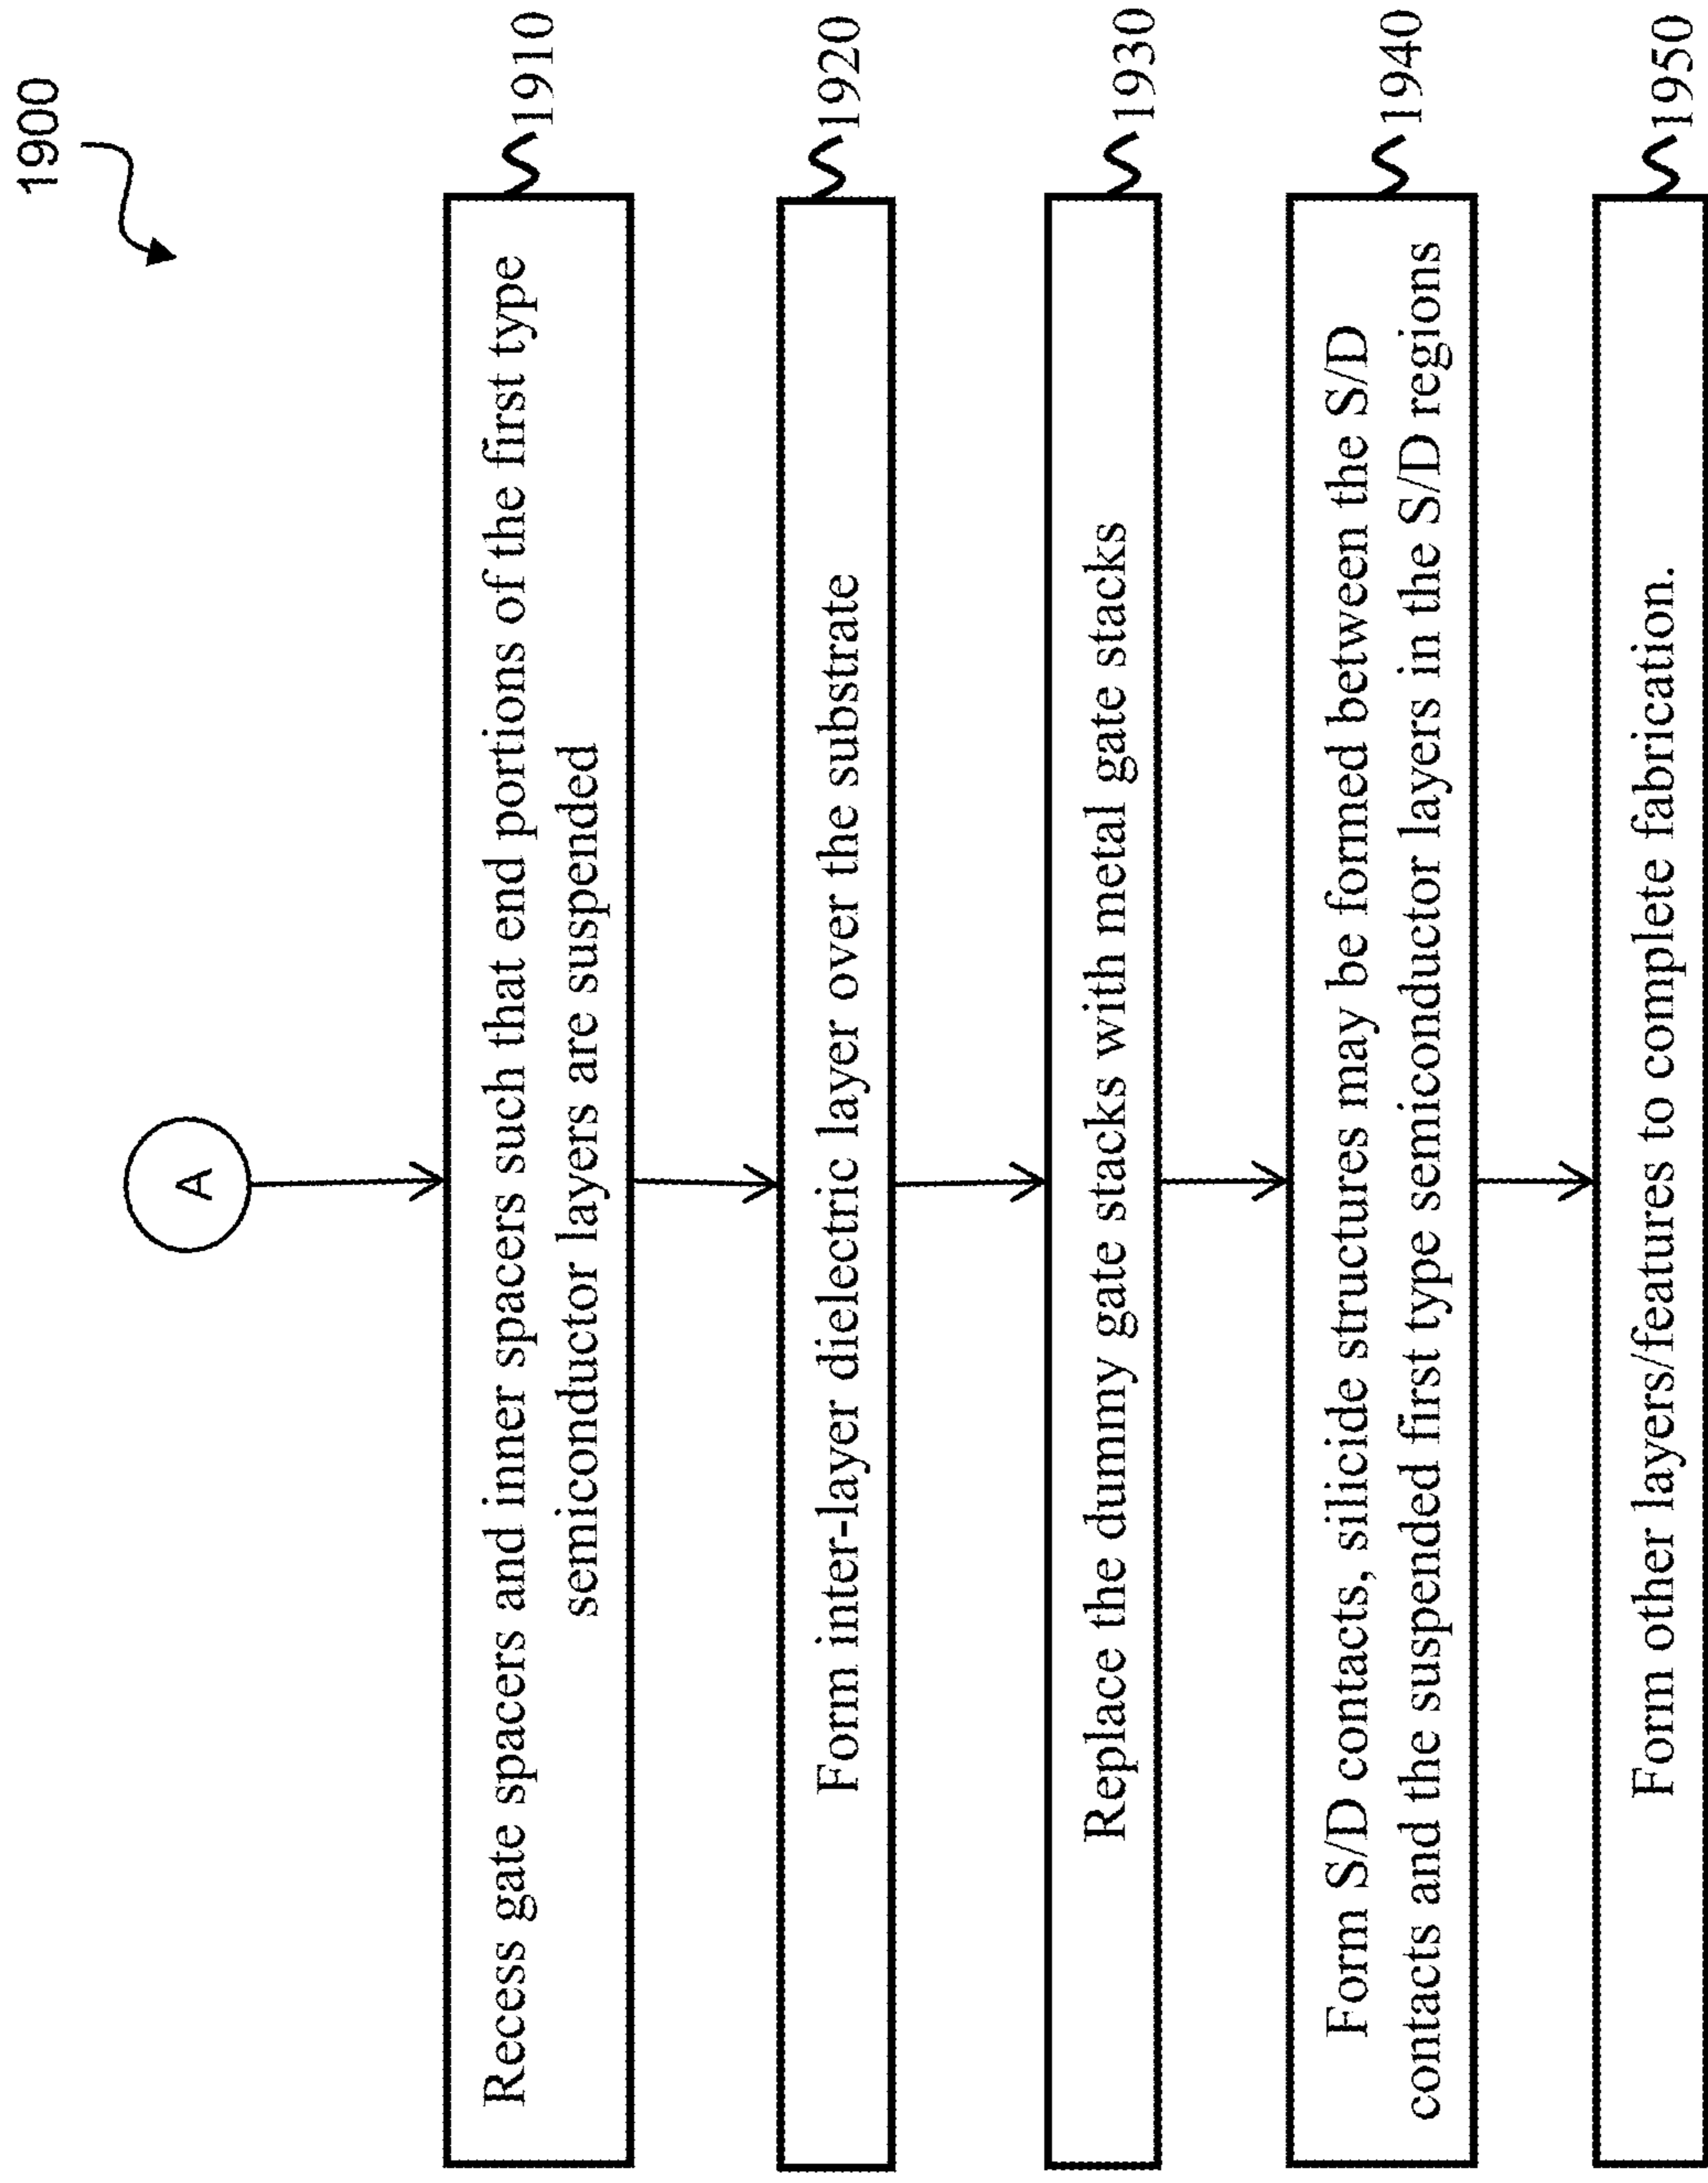 1900
A
Recess gate spacers and inner spacers such that end portions of the first type
semiconductor layers are suspended
1910
Form inter-layer dielectric layer over the substrate
1920
Replace the dummy gate stacks with metal gate stacks
1930
Form S/D contacts, silicide structures may be formed between the S/D
contacts and the suspended first type semiconductor layers in the S/D regions
1940
Form other layers/features to complete fabrication.
1950